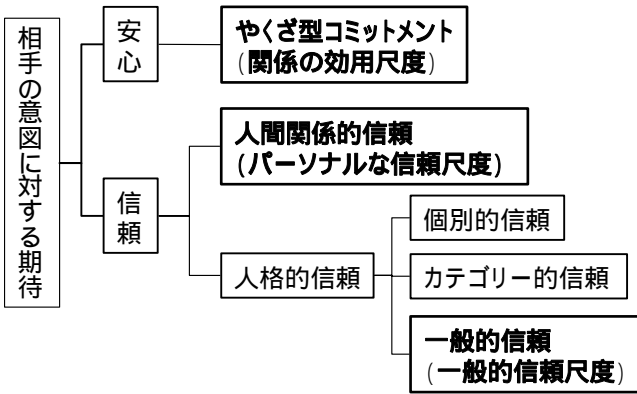 相手の意図に対する期待
安心
やくざ型コミットメント
(関係の効用尺度)
人間関係的信頼
(パーソナルな信頼尺度)
信頼
人格的信頼
個別的信頼
カテゴリー的信頼
一般的信頼
(一般的信頼尺度)